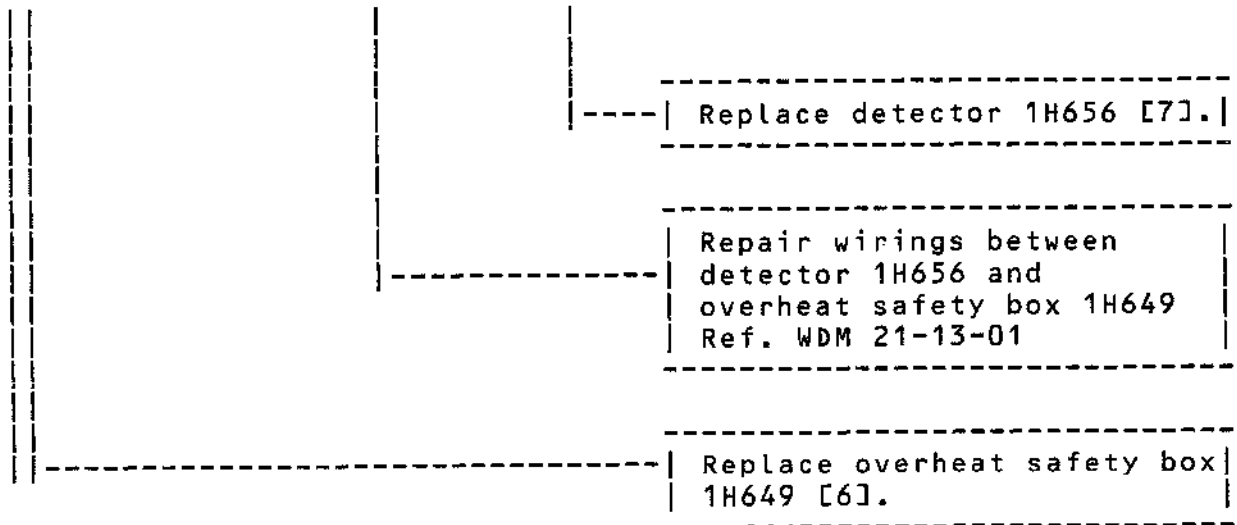 Replace detector 1H656 [7].
Repair wirings between
detector 1H656 and
overheat safety box 1H649
Ref. WDM 21-13-01
Replace overheat safety box
1H649 [6].